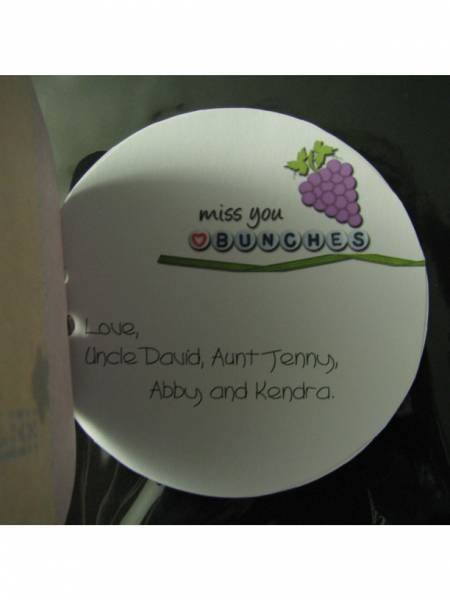 miss you
BUNCHES
Love,
Uncle David, Aunt Jenny,
Abby and Kendra.